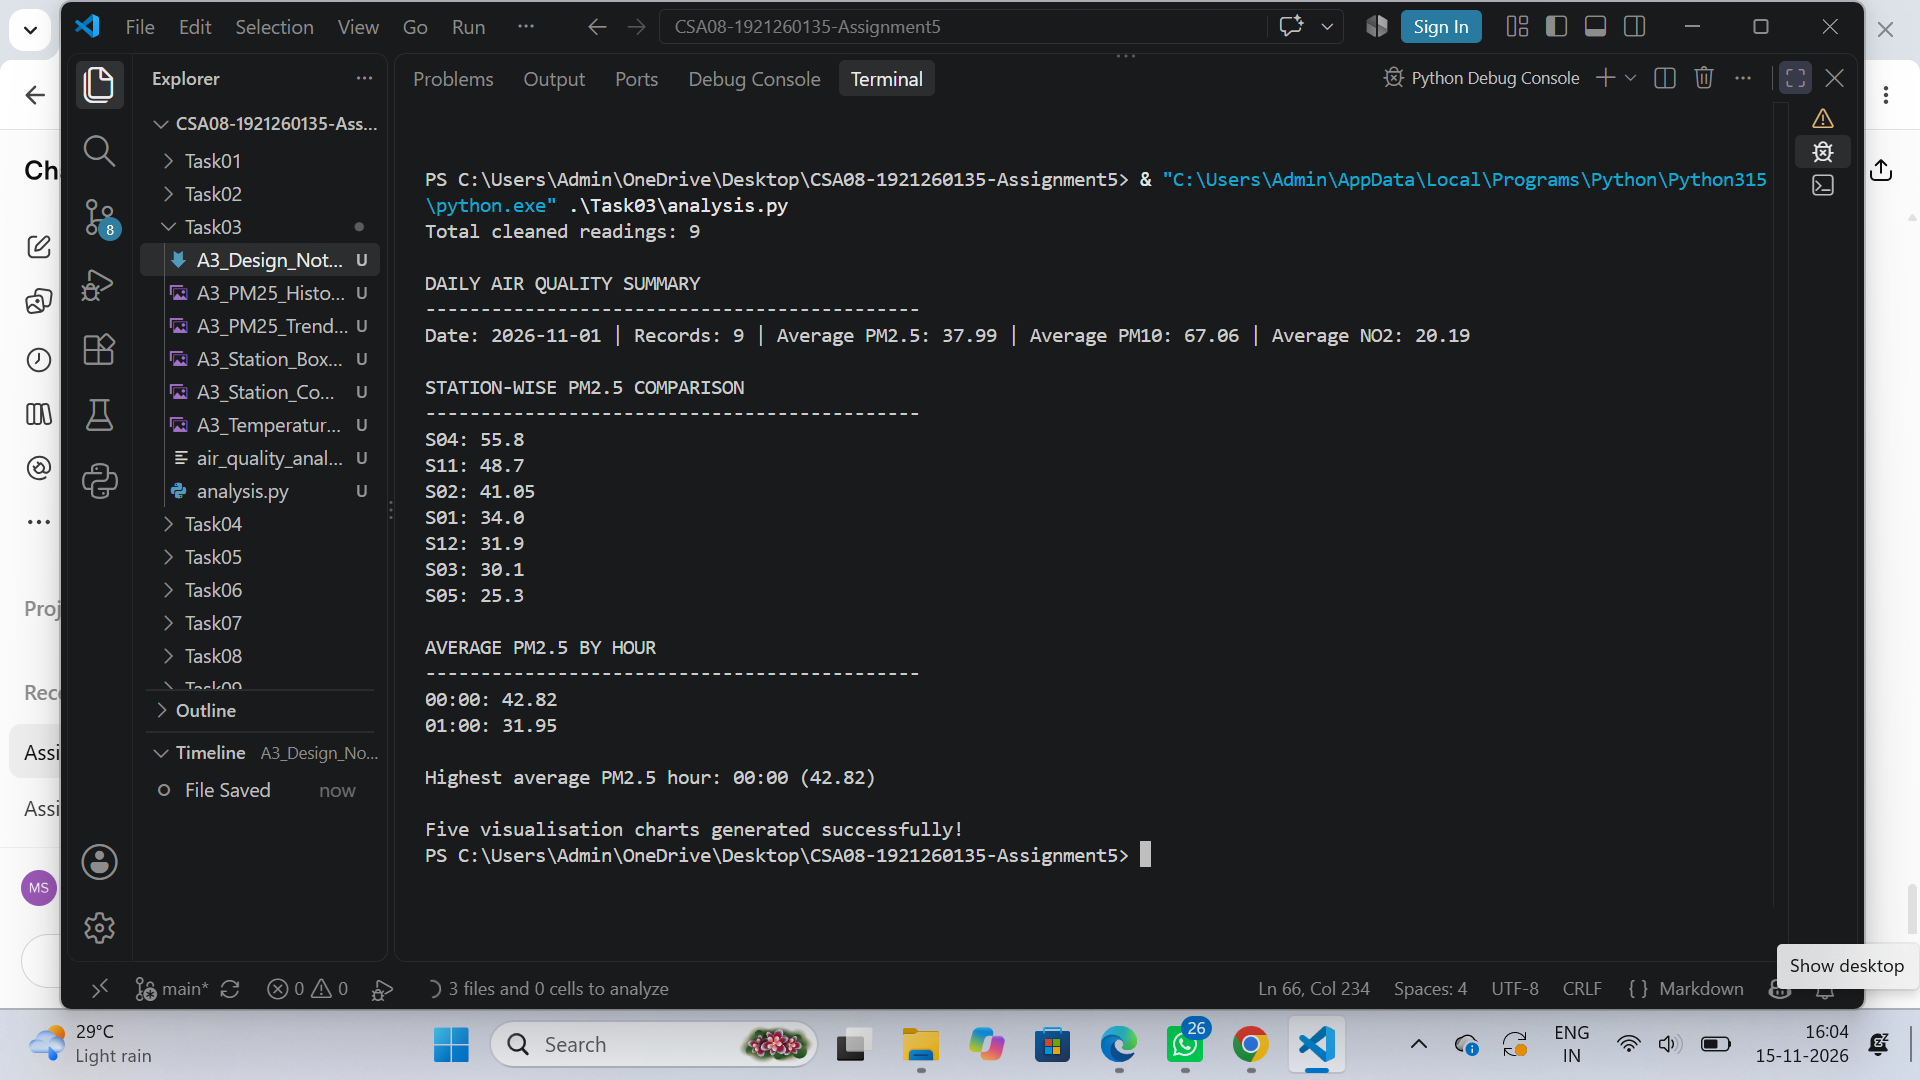 File Edit Selection View Go Run ... CSA08-1921260135-Assignment5 Sign In
Explorer
Problems Output Ports Debug Console Terminal Python Debug Console
CSA08-1921260135-Ass...
Task01
Task02
Task03
A3_Design_Not... U
A3_PM25_Histo... U
A3_PM25_Trend... U
A3_Station_Box... U
A3_Station_Co... U
A3_Temperatur... U
air_quality_anal... U
analysis.py U
Task04
Task05
Task06
Task07
Task08
Task09
Outline
Timeline A3_Design_No...
File Saved now
8
PS C:\Users\Admin\OneDrive\Desktop\CSA08-1921260135-Assignment5> & "C:\Users\Admin\AppData\Local\Programs\Python\Python315
\python.exe" .\Task03\analysis.py
Total cleaned readings: 9
DAILY AIR QUALITY SUMMARY
---------------------------------------------
Date: 2026-11-01 | Records: 9 | Average PM2.5: 37.99 | Average PM10: 67.06 | Average NO2: 20.19
STATION-WISE PM2.5 COMPARISON
---------------------------------------------
S04: 55.8
S11: 48.7
S02: 41.05
S01: 34.0
S12: 31.9
S03: 30.1
S05: 25.3
AVERAGE PM2.5 BY HOUR
---------------------------------------------
00:00: 42.82
01:00: 31.95
Highest average PM2.5 hour: 00:00 (42.82)
Five visualisation charts generated successfully!
PS C:\Users\Admin\OneDrive\Desktop\CSA08-1921260135-Assignment5>
Show desktop
main* 0 0 3 files and 0 cells to analyze Ln 66, Col 234 Spaces: 4 UTF-8 CRLF { } Markdown
MS
29°C
Light rain
Search
26
ENG
IN
16:04
15-11-2026